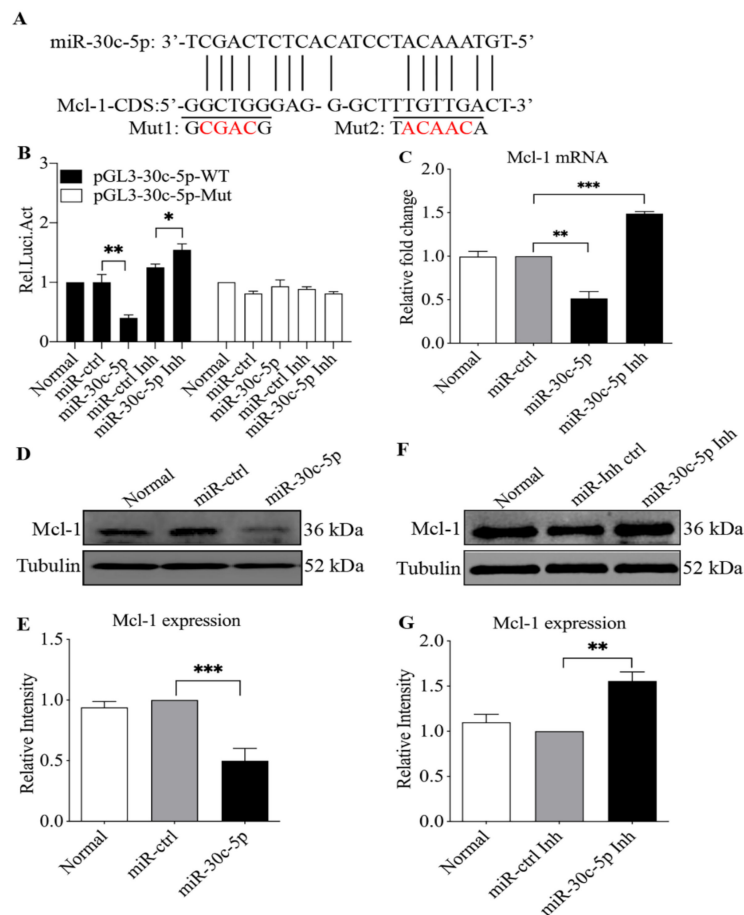 A
miR-30c-5p: 3’-TCGACTCTCACATCCTACAAATGT-5’
Mcl-1-CDS:5’-GGCTGGGAG- G-GCTTTGTTGACT-3’
Mut1: GCGACG Mut2: TACAACA
B
pGL3-30c-5p-WT
pGL3-30c-5p-Mut
Rel.Luci.Act
3
2
1
0
**
*
Normal
miR-ctrl
miR-30c-5p
miR-ctrl Inh
miR-30c-5p Inh
Normal
miR-ctrl
miR-30c-5p
miR-ctrl Inh
miR-30c-5p Inh
C
Mcl-1 mRNA
Relative fold change
2.0
1.5
1.0
0.5
0.0
***
**
Normal
miR-ctrl
miR-30c-5p
miR-30c-5p Inh
D
Normal
miR-ctrl
miR-30c-5p
Mcl-1 36 kDa
Tubulin 52 kDa
F
Normal
miR-Inh ctrl
miR-30c-5p Inh
Mcl-1 36 kDa
Tubulin 52 kDa
E
Mcl-1 expression
Relative Intensity
1.5
1.0
0.5
0.0
***
Normal
miR-ctrl
miR-30c-5p
G
Mcl-1 expression
Relative Intensity
2.0
1.5
1.0
0.5
0.0
**
Normal
miR-ctrl Inh
miR-30c-5p Inh